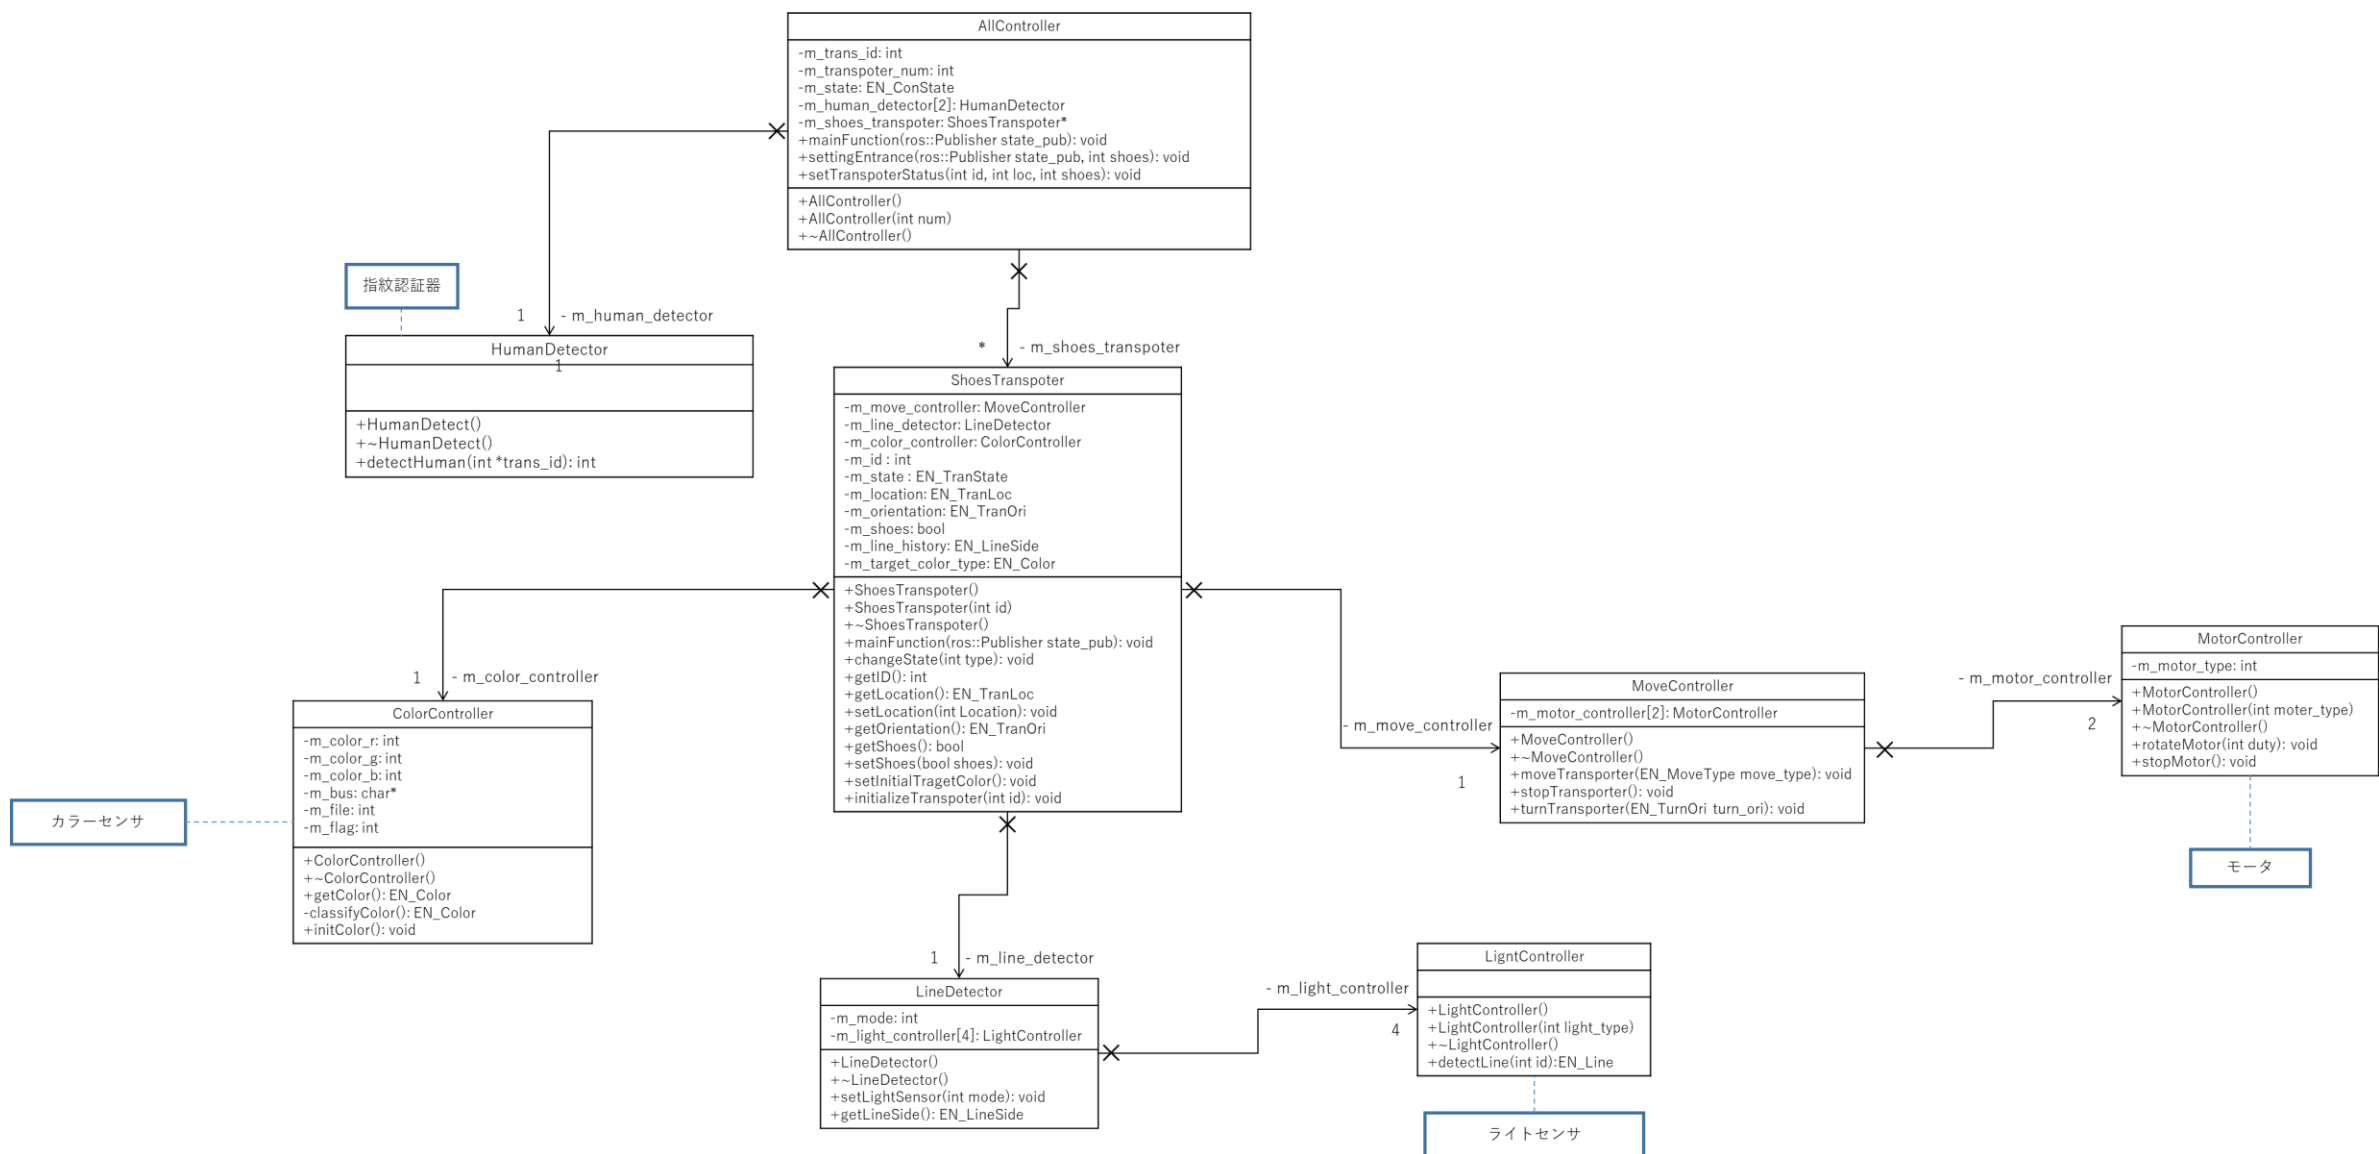 AllController
-m_trans_id: int
-m_transpoter_num: int
-m_state: EN_ConState
-m_human_detector[2]: HumanDetector
-m_shoes_transpoter: ShoesTranspoter*
+mainFunction(ros::Publisher state_pub): void
+settingEntrance(ros::Publisher state_pub, int shoes): void
+setTranspoterStatus(int id, int loc, int shoes): void
+AllController()
+AllController(int num)
+~AllController()
指紋認証器
1
- m_human_detector
HumanDetector
1
+HumanDetect()
+~HumanDetect()
+detectHuman(int *trans_id): int
*
- m_shoes_transpoter
ShoesTranspoter
-m_move_controller: MoveController
-m_line_detector: LineDetector
-m_color_controller: ColorController
-m_id : int
-m_state : EN_TranState
-m_location: EN_TranLoc
-m_orientation: EN_TranOri
-m_shoes: bool
-m_line_history: EN_LineSide
-m_target_color_type: EN_Color
+ShoesTranspoter()
+ShoesTranspoter(int id)
+~ShoesTranspoter()
+mainFunction(ros::Publisher state_pub): void
+changeState(int type): void
+getID(): int
+getLocation(): EN_TranLoc
+setLocation(int Location): void
+getOrientation(): EN_TranOri
+getShoes(): bool
+setShoes(bool shoes): void
+setInitialTragetColor(): void
+initializeTranspoter(int id): void
1
- m_color_controller
ColorController
-m_color_r: int
-m_color_g: int
-m_color_b: int
-m_bus: char*
-m_file: int
-m_flag: int
+ColorController()
+~ColorController()
+getColor(): EN_Color
-classifyColor(): EN_Color
+initColor(): void
カラーセンサ
- m_move_controller
1
MoveController
-m_motor_controller[2]: MotorController
+MoveController()
+~MoveController()
+moveTransporter(EN_MoveType move_type): void
+stopTransporter(): void
+turnTransporter(EN_TurnOri turn_ori): void
- m_motor_controller
2
MotorController
-m_motor_type: int
+MotorController()
+MotorController(int moter_type)
+~MotorController()
+rotateMotor(int duty): void
+stopMotor(): void
モータ
1
- m_line_detector
LineDetector
-m_mode: int
-m_light_controller[4]: LightController
+LineDetector()
+~LineDetector()
+setLightSensor(int mode): void
+getLineSide(): EN_LineSide
- m_light_controller
4
LigntController
+LightController()
+LightController(int light_type)
+~LightController()
+detectLine(int id):EN_Line
ライトセンサ